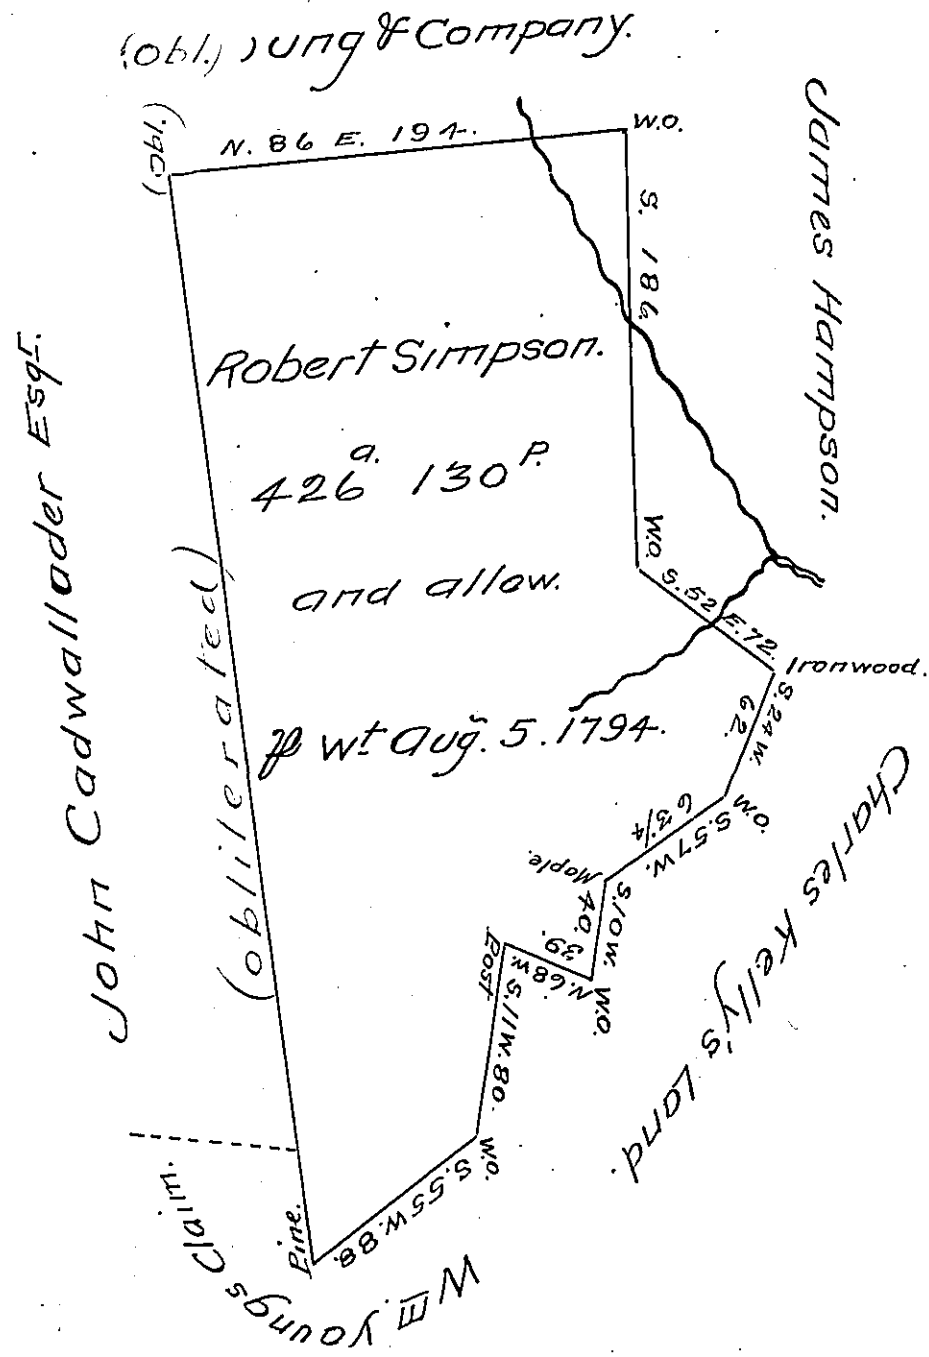 (obl.) ung & Company.
(obl)
N. 86 E. 194.
W.O.
S. 186.
James Hampson.
Robert Simpson.
426 a. 130 P.
and allow.
W.O.
S. 52 E. 72.
Ironwood.
S. 24 W.
62.
John Cadwallader Esqr.
(oblilerated)
Wt Aug. 5. 1794.
W.O.
S. 57 W.
63/4
Maple.
S. 10 W.
40.
W.O.
N. 68 W.
39.
Post
S. 11 W. 80.
W.O.
S. 55 W. 88.
Pine.
Charles Kelly's Land.
Wm. Youngs Claim.